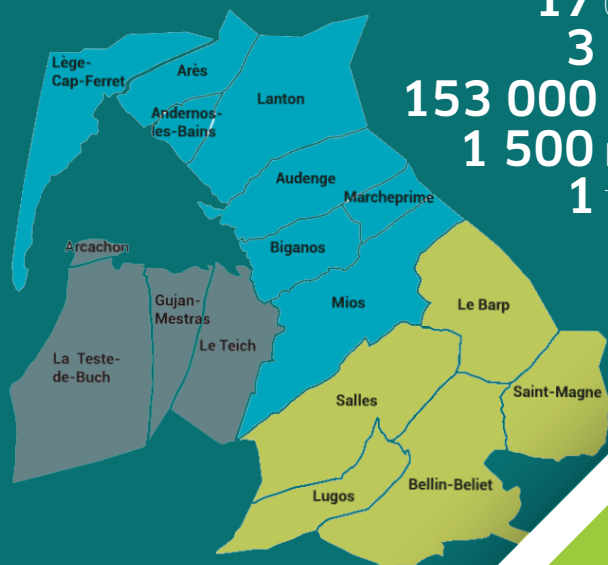 17
3
153 000
1 500
1
Lège-
Cap-Ferret
Arès
Andernos-
les-Bains
Lanton
Audenge
Marcheprime
Biganos
Mios
Arcachon
Gujan-
Mestras
Le Teich
La Teste-
de-Buch
Le Barp
Saint-Magne
Salles
Lugos
Bellin-Beliet